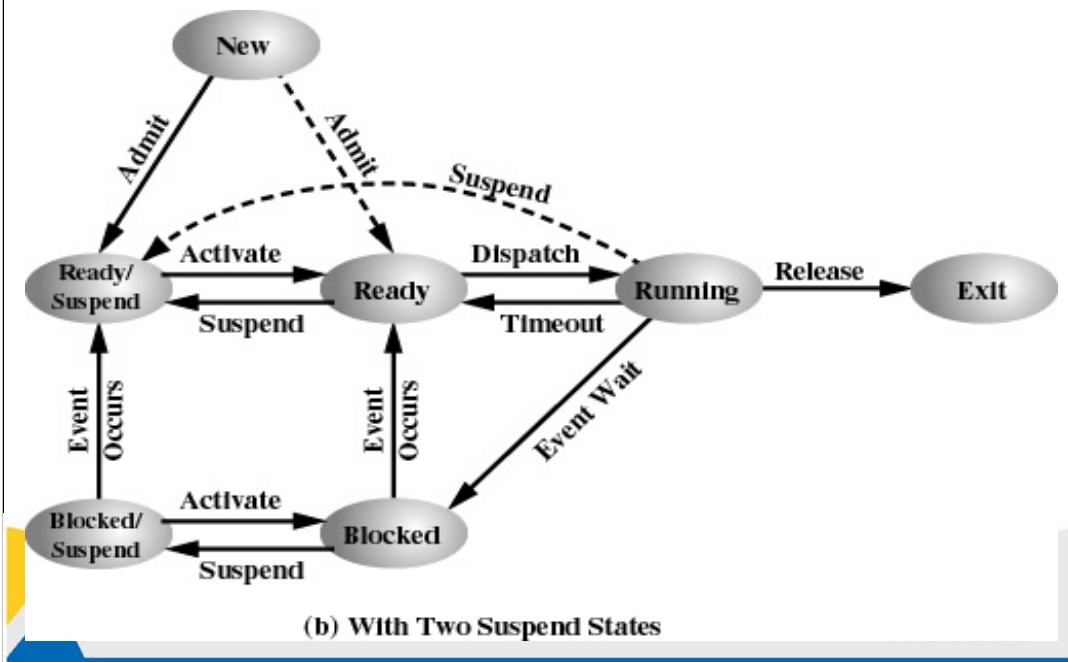 New
Admit
Admit
Suspend
Ready/
Suspend
Activate
Suspend
Ready
Dispatch
Timeout
Running
Release
Exit
Event
Occurs
Event
Occurs
Event Wait
Blocked/
Suspend
Activate
Suspend
Blocked
(b) With Two Suspend States